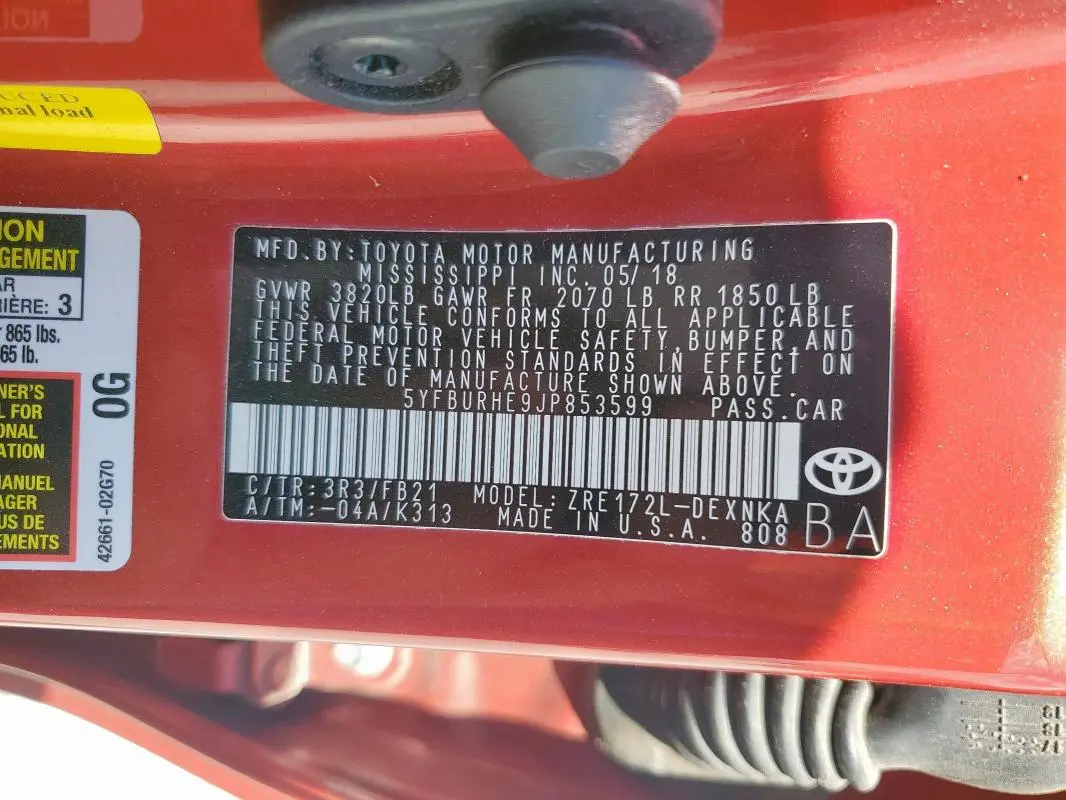 UCED
nal load
ION
GEMENT
AR
RIÈRE: 3
865 lbs.
65 lb.
NER'S
L FOR
ONAL
ATION
MANUEL
AGER
US DE
EMENTS
0G
42661-02G70
MFD.BY:TOYOTA MOTOR MANUFACTURING
MISSISSIPPI INC. 05/18
GVWR 3820LB GAWR FR 2070 LB RR 1850 LB
THIS VEHICLE CONFORMS TO ALL APPLICABLE
FEDERAL MOTOR VEHICLE SAFETY,BUMPER,AND
THEFT PREVENTION STANDARDS IN EFFECT ON
THE DATE OF MANUFACTURE SHOWN ABOVE.
5YFBURHE9JP853599 PASS.CAR
C/TR:3R3/FB21 MODEL:ZRE172L-DEXNKA
A/TM:-04A/K313 MADE IN U.S.A. 808 BA